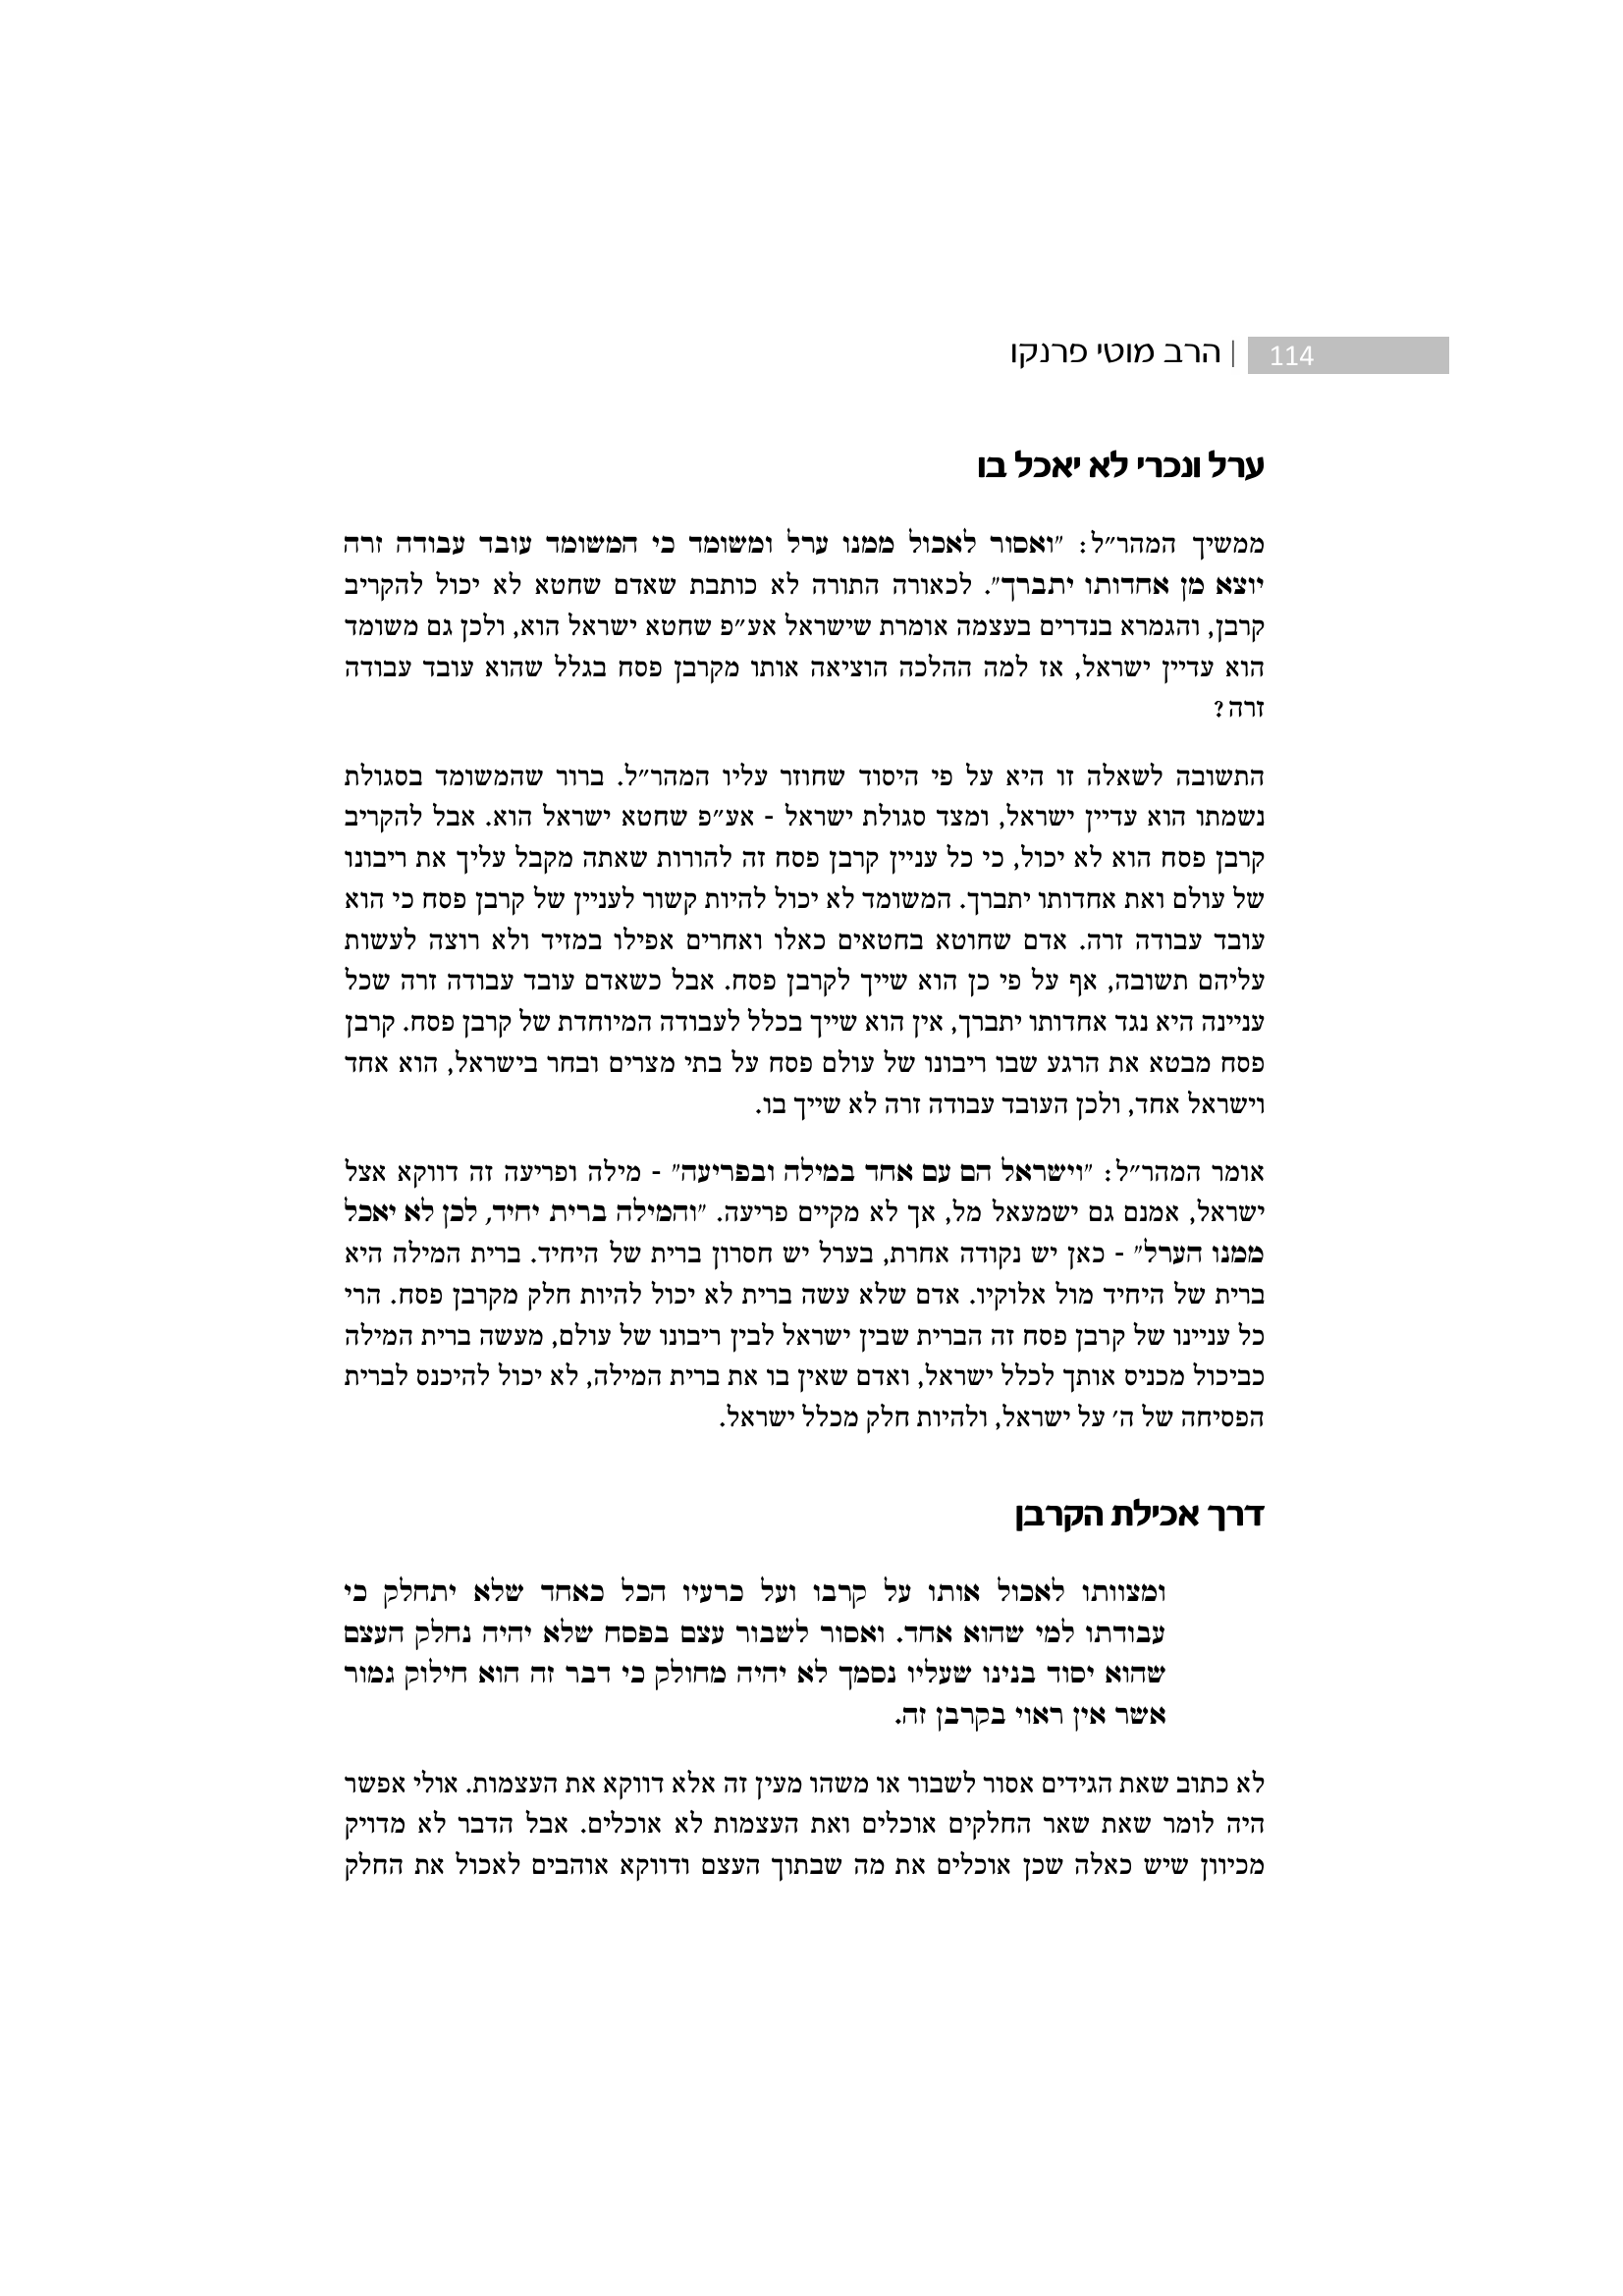 114 | הרב מוטי פרנקו
ערל ונכרי לא יאכל בו
ממשיך המהר״ל: ״ואסור לאכול ממנו ערל ומשומד כי המשומד עובד עבודה זרה
יוצא מן אחדותו יתברך״. לכאורה התורה לא כותבת שאדם שחטא לא יכול להקריב
קרבן, והגמרא בנדרים בעצמה אומרת שישראל אע״פ שחטא ישראל הוא, ולכן גם משומד
הוא עדיין ישראל, אז למה ההלכה הוציאה אותו מקרבן פסח בגלל שהוא עובד עבודה
זרה?
התשובה לשאלה זו היא על פי היסוד שחוזר עליו המהר״ל. ברור שהמשומד בסגולת
נשמתו הוא עדיין ישראל, ומצד סגולת ישראל - אע״פ שחטא ישראל הוא. אבל להקריב
קרבן פסח הוא לא יכול, כי כל עניין קרבן פסח זה להורות שאתה מקבל עליך את ריבונו
של עולם ואת אחדותו יתברך. המשומד לא יכול להיות קשור לעניין של קרבן פסח כי הוא
עובד עבודה זרה. אדם שחוטא בחטאים כאלו ואחרים אפילו במזיד ולא רוצה לעשות
עליהם תשובה, אף על פי כן הוא שייך לקרבן פסח. אבל כשאדם עובד עבודה זרה שכל
עניינה היא נגד אחדותו יתברך, אין הוא שייך בכלל לעבודה המיוחדת של קרבן פסח. קרבן
פסח מבטא את הרגע שבו ריבונו של עולם פסח על בתי מצרים ובחר בישראל, הוא אחד
וישראל אחד, ולכן העובד עבודה זרה לא שייך בו.
אומר המהר״ל: ״וישראל הם עם אחד במילה ובפריעה״ - מילה ופריעה זה דווקא אצל
ישראל, אמנם גם ישמעאל מל, אך לא מקיים פריעה. ״והמילה ברית יחיד, לכן לא יאכל
ממנו הערל״ - כאן יש נקודה אחרת, בערל יש חסרון ברית של היחיד. ברית המילה היא
ברית של היחיד מול אלוקיו. אדם שלא עשה ברית לא יכול להיות חלק מקרבן פסח. הרי
כל עניינו של קרבן פסח זה הברית שבין ישראל לבין ריבונו של עולם, מעשה ברית המילה
כביכול מכניס אותך לכלל ישראל, ואדם שאין בו את ברית המילה, לא יכול להיכנס לברית
הפסיחה של ה׳ על ישראל, ולהיות חלק מכלל ישראל.
דרך אכילת הקרבן
ומצוותו לאכול אותו על קרבו ועל כרעיו הכל כאחד שלא יתחלק כי
עבודתו למי שהוא אחד. ואסור לשבור עצם בפסח שלא יהיה נחלק העצם
שהוא יסוד בנינו שעליו נסמך לא יהיה מחולק כי דבר זה הוא חילוק גמור
אשר אין ראוי בקרבן זה.
לא כתוב שאת הגידים אסור לשבור או משהו מעין זה אלא דווקא את העצמות. אולי אפשר
היה לומר שאת שאר החלקים אוכלים ואת העצמות לא אוכלים. אבל הדבר לא מדויק
מכיוון שיש כאלה שכן אוכלים את מה שבתוך העצם ודווקא אוהבים לאכול את החלק